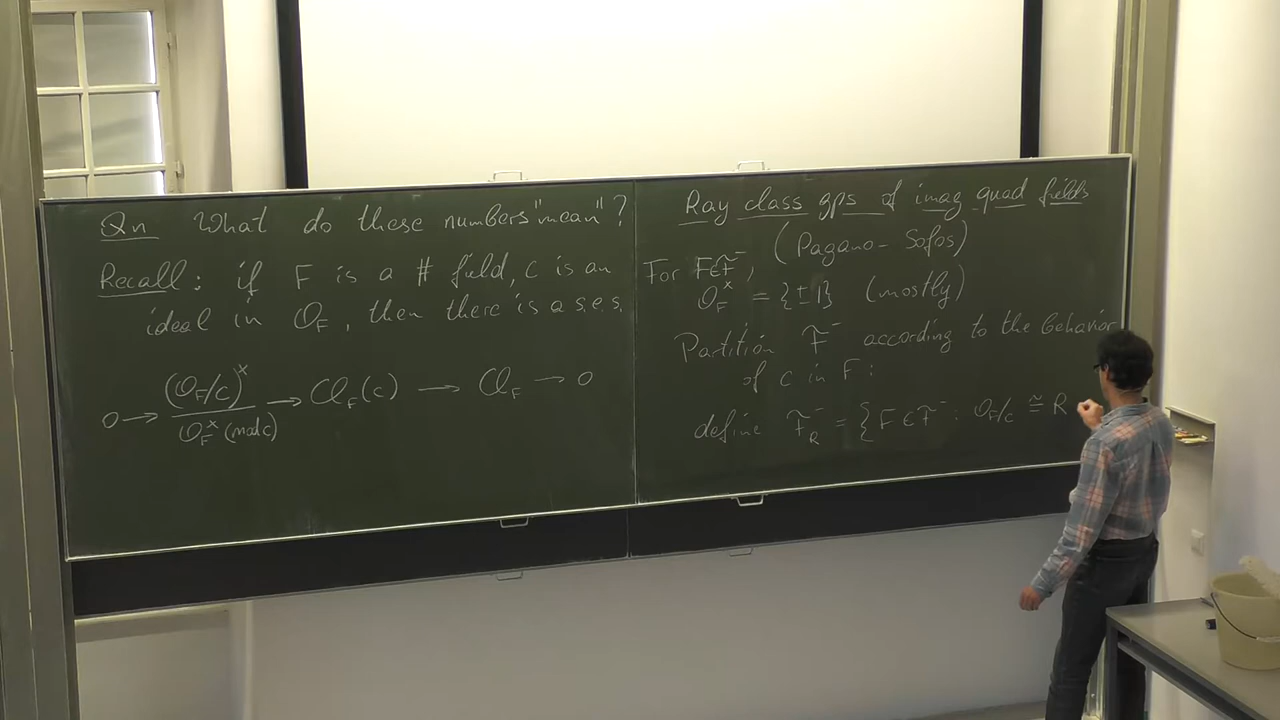 Qn What do these numbers "mean"?
Recall: if F is a # field, c is an
ideal in O_F, then there is a s.e.s.
0 → (O_F/c)^× / O_F^× (mod c) → Cl_F(c) → Cl_F → 0
Ray class gps of imag quad fields
(Pagano - Sofos)
For F ∈ F^-,
O_F^× = {±1} (mostly)
Partition F^- according to the behavior
of c in F:
define F_R^- = {F ∈ F^- : O_F/c ≅ R